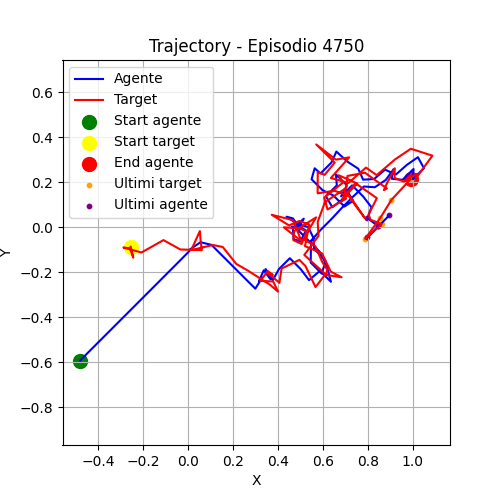 Trajectory - Episodio 4750
Agente
Target
Start agente
Start target
End agente
Ultimi target
Ultimi agente
0.6
0.4
0.2
0.0
−0.2
−0.4
−0.6
−0.8
Y
−0.4
−0.2
0.0
0.2
0.4
0.6
0.8
1.0
X